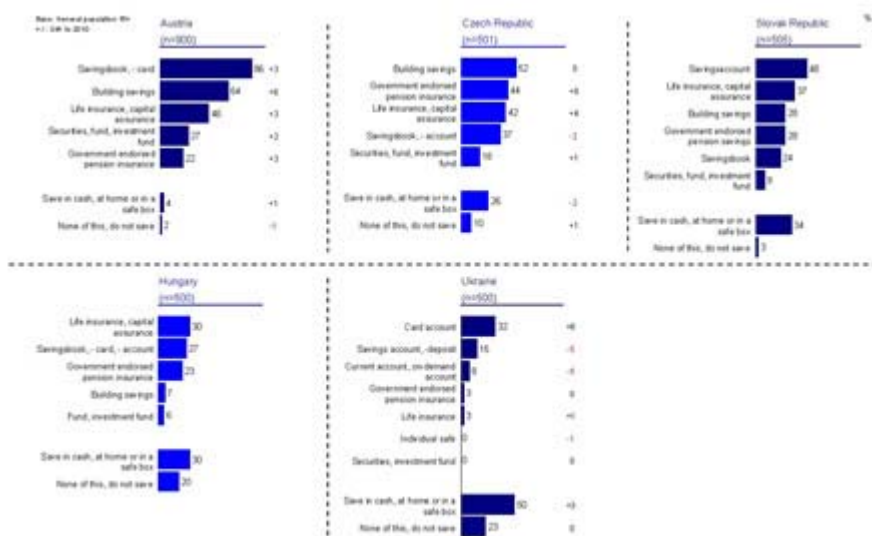 Base: General population 15+
+/-: Diff. to 2010
Austria
(n=900)
Savingsbook, - card 86 +3
Building savings 64 +6
Life insurance, capital
assurance 46 +3
Securities, fund, investment
fund 27 +2
Government endorsed
pension insurance 22 +3
Save in cash, at home or in a
safe box 4 +1
None of this, do not save 2 -1
Czech Republic
(n=501)
Building savings 52 0
Government endorsed
pension insurance 44
Life insurance, capital
assurance 42
Savingsbook, - account 37 -2
Securities, fund, investment
fund 18 +1
Save in cash, at home or in a
safe box 26 -2
None of this, do not save 10 +1
%
Slovak Republic
Savingsaccount
Life insurance, capital
assurance 37
Building savings 28
Government endorsed
pension savings 28
Savingsbook 24
Securities, fund, investment
fund 9
Save in cash, at home or in a
safe box 34
None of this, do not save 3
Hungary
(n=500)
Life insurance, capital
assurance 30
Savingsbook, - card, - account 27
Government endorsed
pension insurance 23
Building savings 7
Fund, investment fund 6
Save in cash, at home or in a
safe box 30
None of this, do not save 20
Ukraine
(n=500)
Card account 32
Savings account, -deposit 16
Current account, on-demand
account
Government endorsed
pension insurance 3 0
Life insurance 3 +1
Individual safe 0 -1
Securities, investment fund 0 0
Save in cash, at home or in a
safe box 50
None of this, do not save 23 0